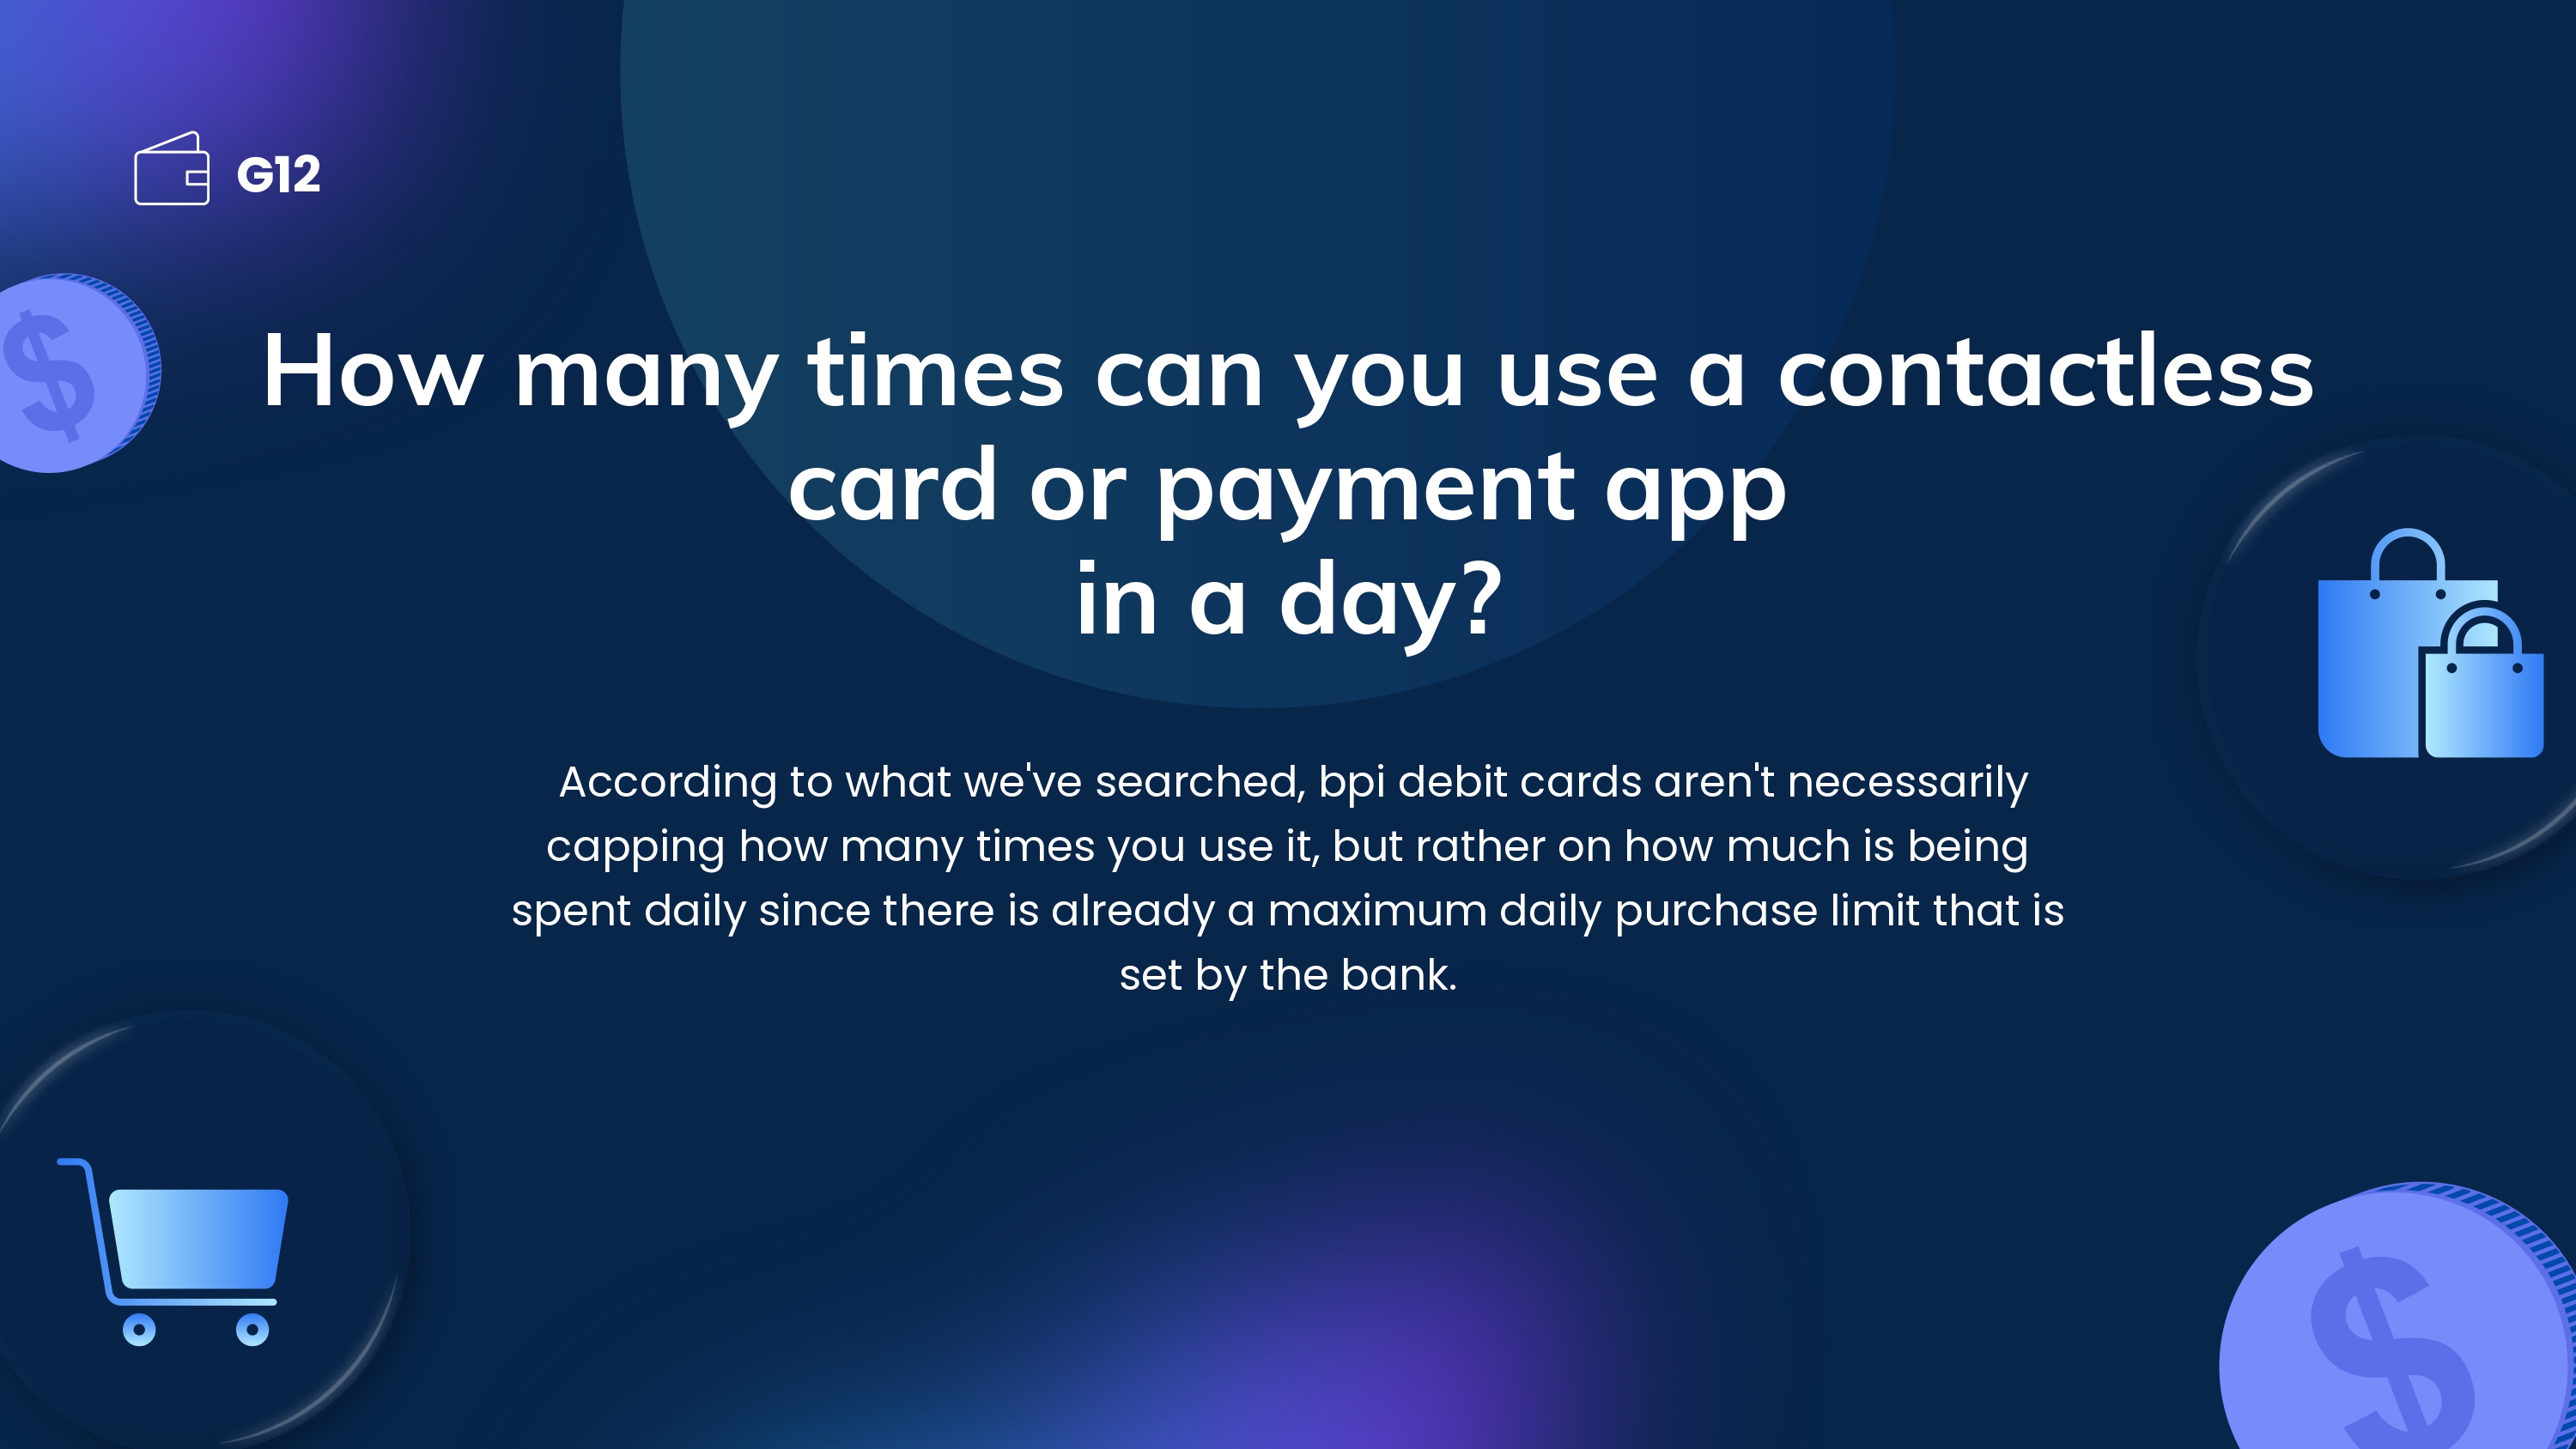 G12
How many times can you use a contactless
card or payment app
in a day?
According to what we've searched, bpi debit cards aren't necessarily
capping how many times you use it, but rather on how much is being
spent daily since there is already a maximum daily purchase limit that is
set by the bank.
$
$